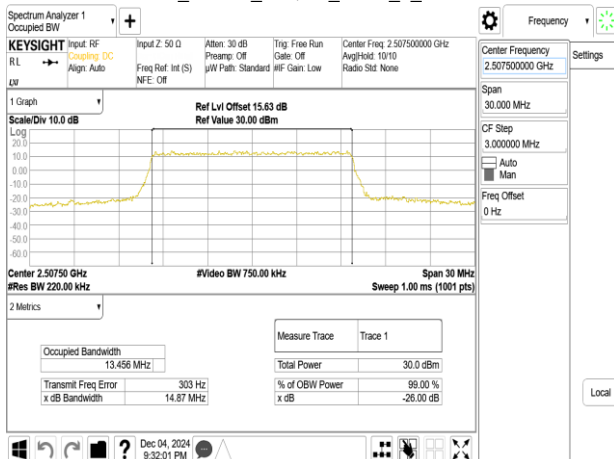 Spectrum Analyzer 1
Occupied BW
Frequency
KEYSIGHT
RL
Input: RF
Coupling: DC
Align: Auto
Input Z: 50 Ω
Freq Ref: Int (S)
NFE: Off
Atten: 30 dB
Preamp: Off
µW Path: Standard
Trig: Free Run
Gate: Off
#IF Gain: Low
Center Freq: 2.507500000 GHz
Avg|Hold: 10/10
Radio Std: None
Center Frequency
2.507500000 GHz
Settings
Span
30.000 MHz
CF Step
3.000000 MHz
Auto
Man
Freq Offset
0 Hz
Local
1 Graph
Scale/Div 10.0 dB
Ref Lvl Offset 15.63 dB
Ref Value 30.00 dBm
Log
20.0
10.0
0.00
-10.0
-20.0
-30.0
-40.0
-50.0
-60.0
Center 2.50750 GHz
#Video BW 750.00 kHz
Span 30 MHz
#Res BW 220.00 kHz
Sweep 1.00 ms (1001 pts)
2 Metrics
Measure Trace Trace 1
Occupied Bandwidth
13.456 MHz
Total Power 30.0 dBm
Transmit Freq Error 303 Hz
% of OBW Power 99.00 %
x dB Bandwidth 14.87 MHz
x dB -26.00 dB
?
Dec 04, 2024
9:32:01 PM